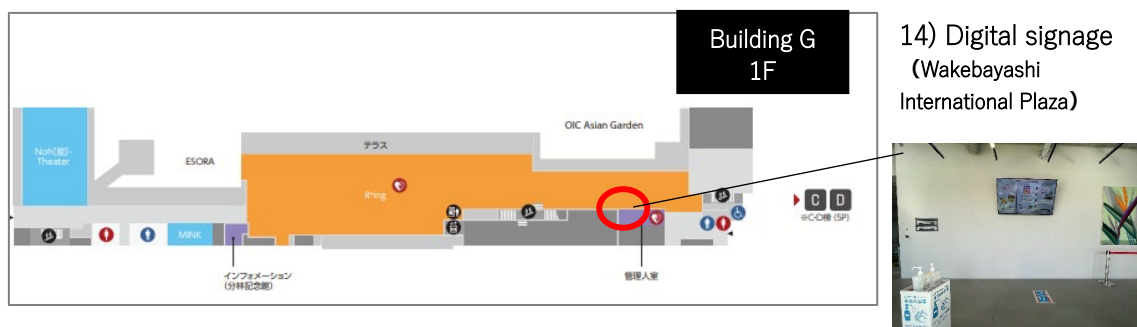 Building G
1F
14) Digital signage
（Wakebayashi
International Plaza）
Noh[能]-
Theater
ESORA
テラス
OIC Asian Garden
R*ing
C D
※C-D棟 (5P)
MINK
インフォメーション
(分林記念館)
管理人室